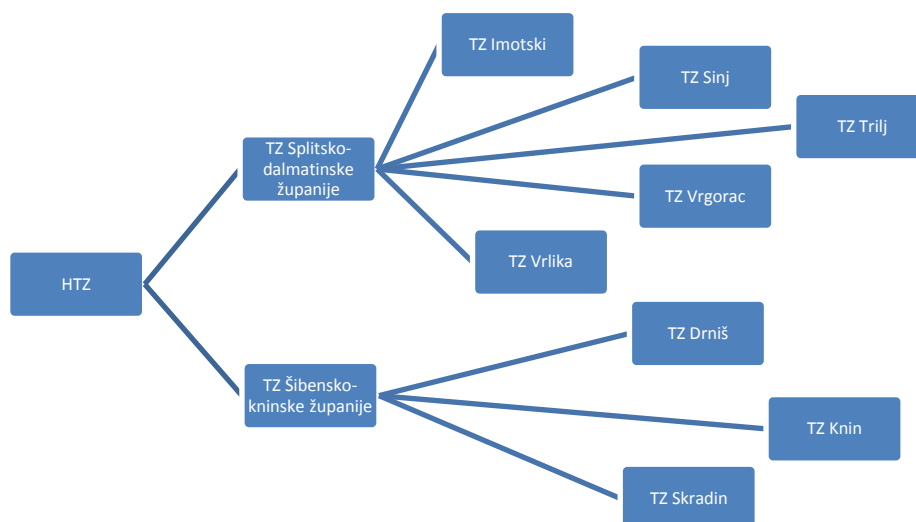 TZ Imotski
TZ Sinj
TZ Trilj
TZ Splitsko-
dalmatinske
županije
TZ Vrgorac
TZ Vrlika
HTZ
TZ Drniš
TZ Šibensko-
kninske županije
TZ Knin
TZ Skradin